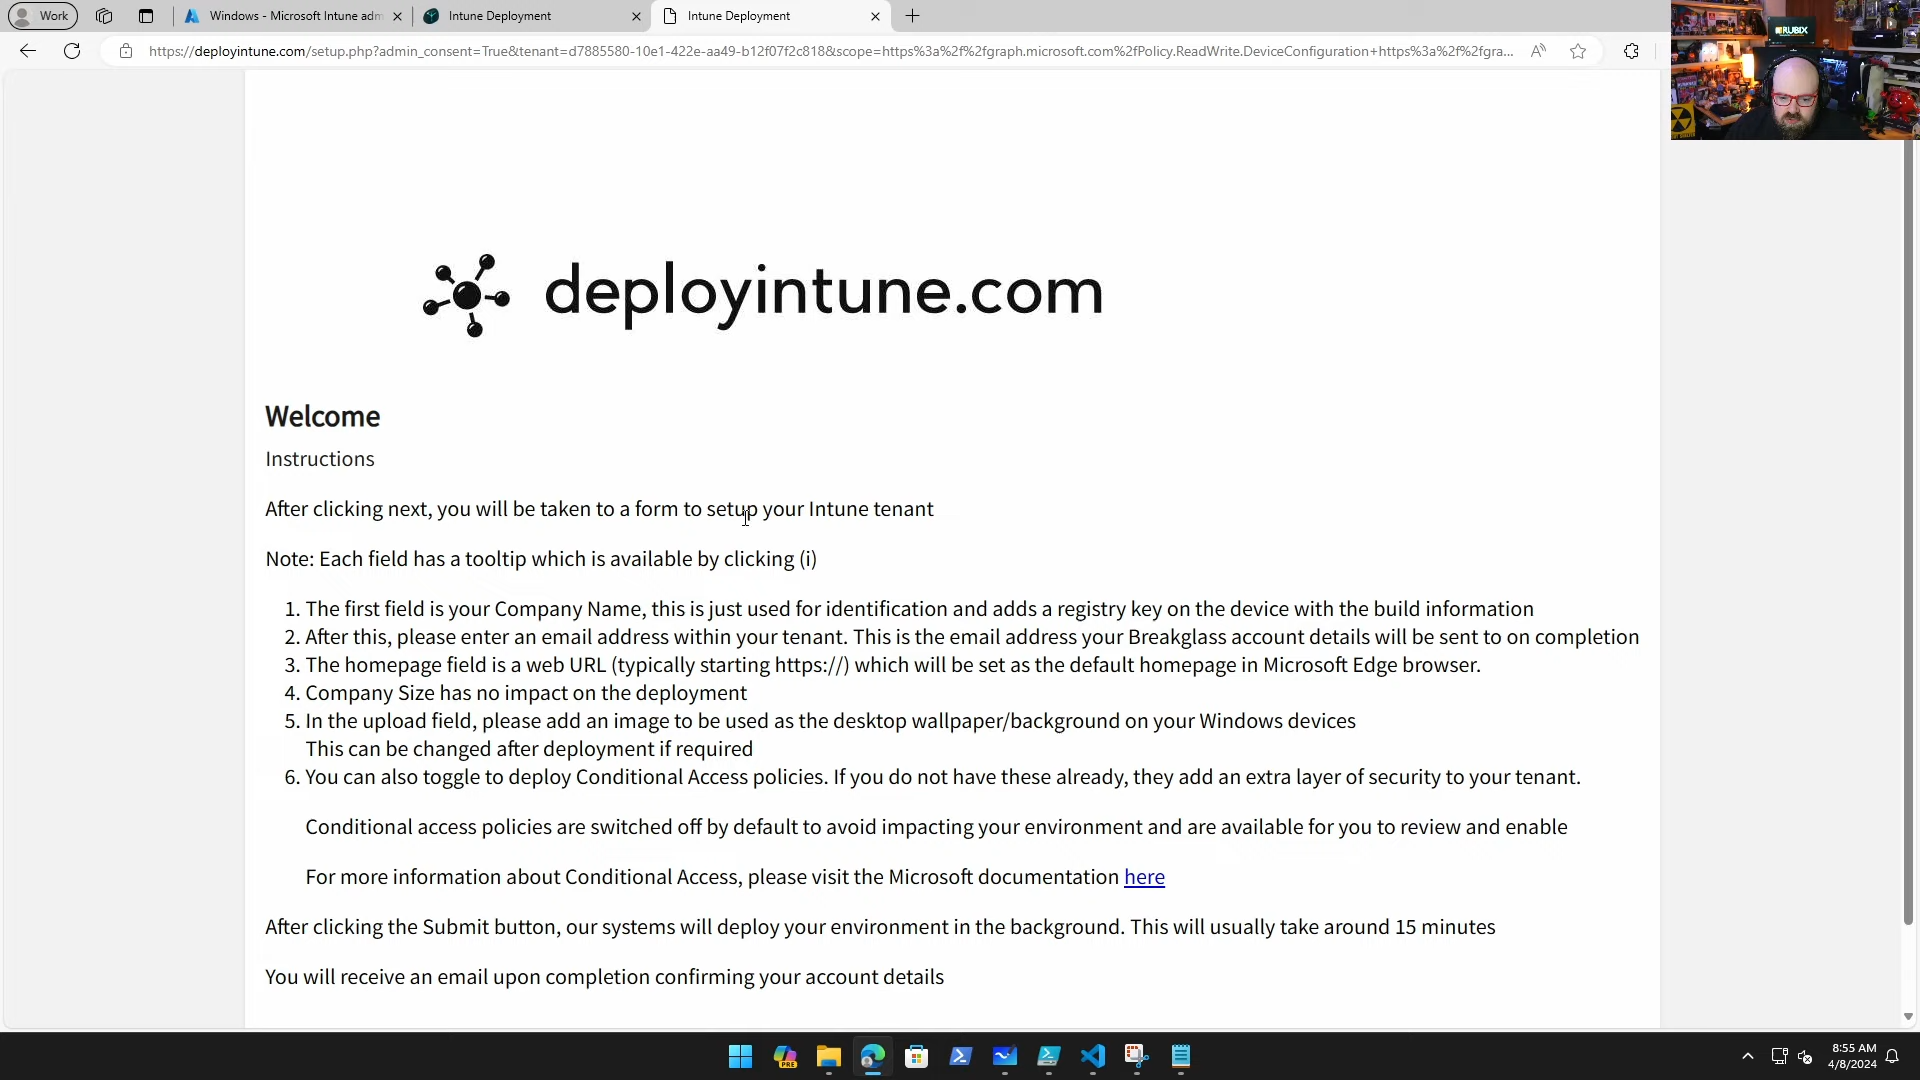 Work
Windows - Microsoft Intune adm
Intune Deployment
Intune Deployment
https://deployintune.com/setup.php?admin_consent=True&tenant=d7885580-10e1-422e-aa49-b12f07f2c818&scope=https%3a%2f%2fgraph.microsoft.com%2fPolicy.ReadWrite.DeviceConfiguration+https%3a%2f%2fgra...
RUBIX
deployintune.com
Welcome
Instructions
After clicking next, you will be taken to a form to setup your Intune tenant
Note: Each field has a tooltip which is available by clicking (i)
1. The first field is your Company Name, this is just used for identification and adds a registry key on the device with the build information
2. After this, please enter an email address within your tenant. This is the email address your Breakglass account details will be sent to on completion
3. The homepage field is a web URL (typically starting https://) which will be set as the default homepage in Microsoft Edge browser.
4. Company Size has no impact on the deployment
5. In the upload field, please add an image to be used as the desktop wallpaper/background on your Windows devices
This can be changed after deployment if required
6. You can also toggle to deploy Conditional Access policies. If you do not have these already, they add an extra layer of security to your tenant.
Conditional access policies are switched off by default to avoid impacting your environment and are available for you to review and enable
For more information about Conditional Access, please visit the Microsoft documentation here
After clicking the Submit button, our systems will deploy your environment in the background. This will usually take around 15 minutes
You will receive an email upon completion confirming your account details
PRE
8:55 AM
4/8/2024